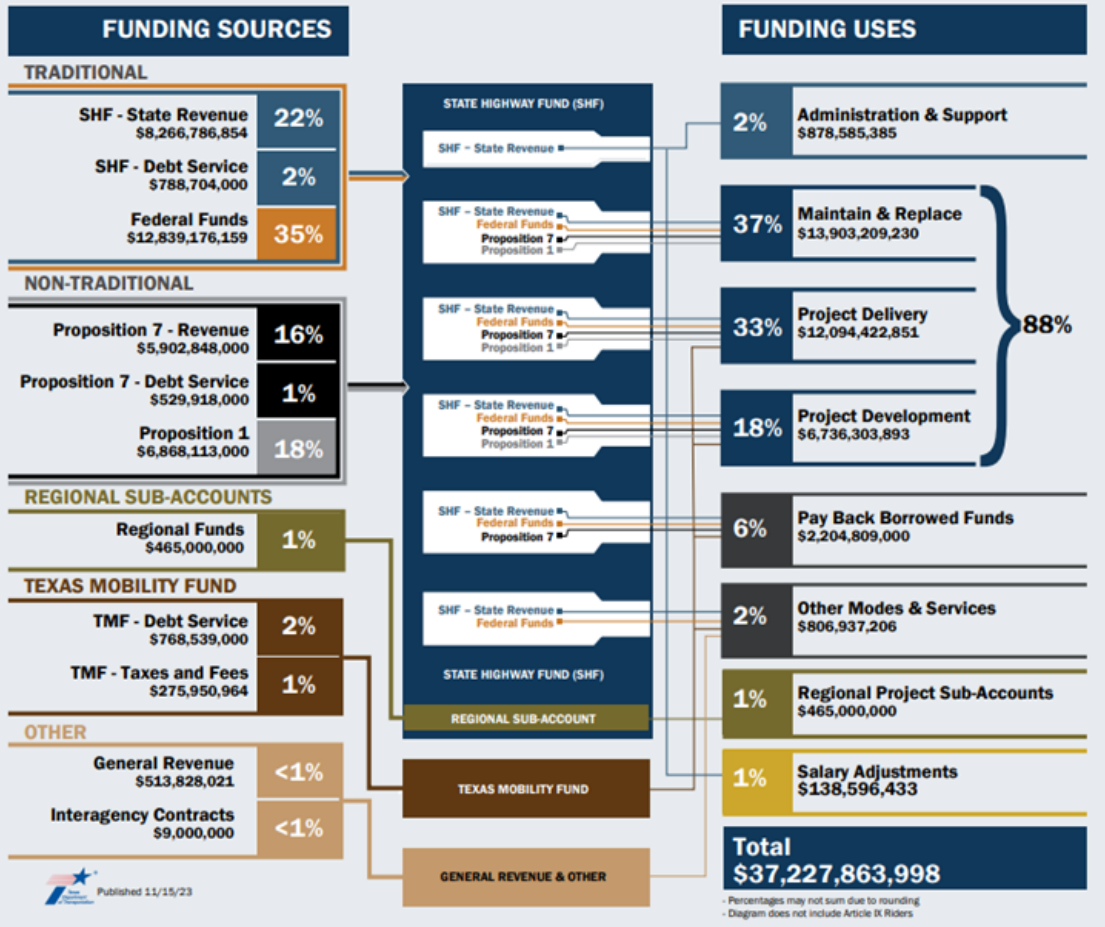 FUNDING SOURCES
TRADITIONAL
SHF - State Revenue
$8,266,786,854
22%
SHF - Debt Service
$788,704,000
2%
Federal Funds
$12,839,176,159
35%
NON-TRADITIONAL
Proposition 7 - Revenue
$5,902,848,000
16%
Proposition 7 - Debt Service
$529,918,000
1%
Proposition 1
$6,868,113,000
18%
REGIONAL SUB-ACCOUNTS
Regional Funds
$465,000,000
1%
TEXAS MOBILITY FUND
TMF - Debt Service
$768,539,000
2%
TMF - Taxes and Fees
$275,950,964
1%
OTHER
General Revenue
$513,828,021
<1%
Interagency Contracts
$9,000,000
<1%
Texas
Department
of Transportation
Published 11/15/23
STATE HIGHWAY FUND (SHF)
SHF – State Revenue
SHF – State Revenue
Federal Funds
Proposition 7
Proposition 1
SHF – State Revenue
Federal Funds
Proposition 7
Proposition 1
SHF – State Revenue
Federal Funds
Proposition 7
Proposition 1
SHF – State Revenue
Federal Funds
Proposition 7
SHF – State Revenue
Federal Funds
STATE HIGHWAY FUND (SHF)
REGIONAL SUB-ACCOUNT
TEXAS MOBILITY FUND
GENERAL REVENUE & OTHER
FUNDING USES
2%
Administration & Support
$878,585,385
37%
Maintain & Replace
$13,903,209,230
33%
Project Delivery
$12,094,422,851
18%
Project Development
$6,736,303,893
88%
6%
Pay Back Borrowed Funds
$2,204,809,000
2%
Other Modes & Services
$806,937,206
1%
Regional Project Sub-Accounts
$465,000,000
1%
Salary Adjustments
$138,596,433
Total
$37,227,863,998
- Percentages may not sum due to rounding
- Diagram does not include Article IX Riders